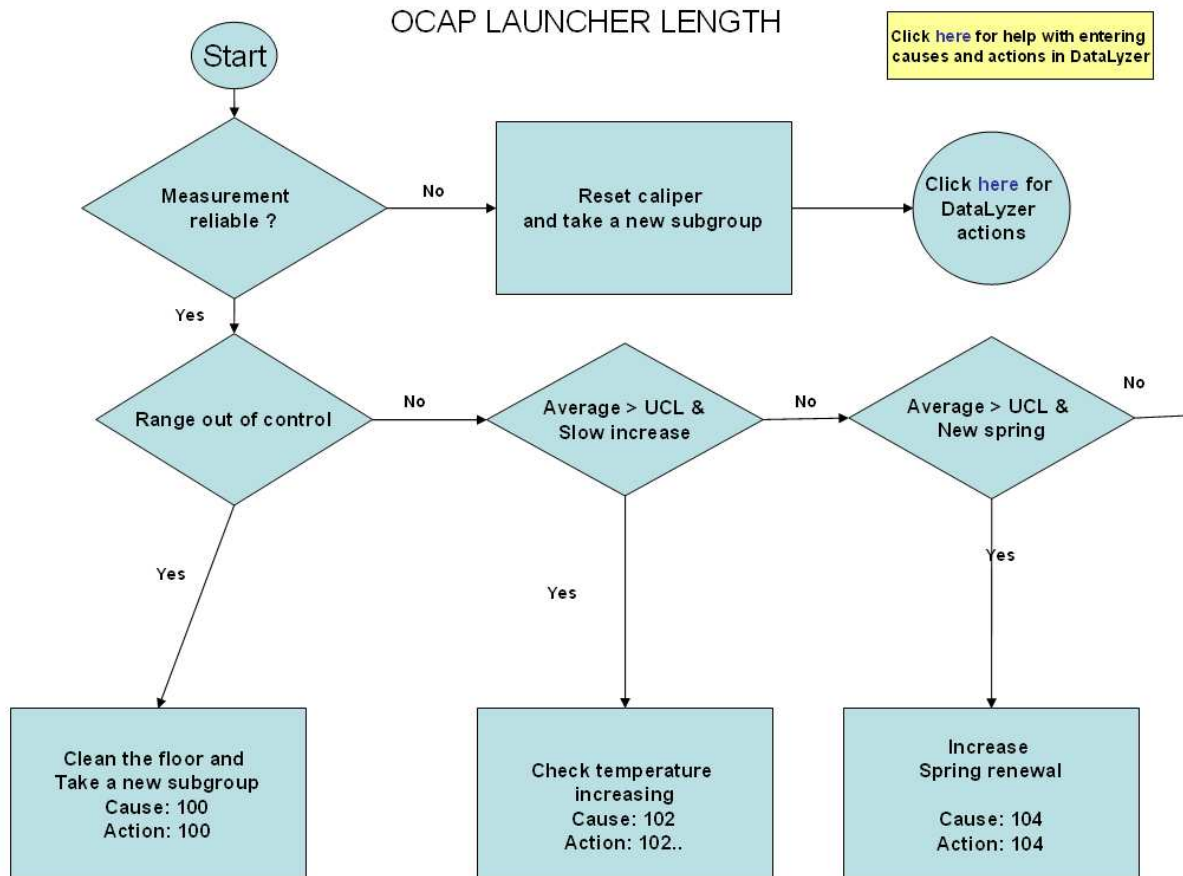 OCAP LAUNCHER LENGTH
Click here for help with entering
causes and actions in DataLyzer
Start
Measurement
reliable ?
No
Reset caliper
and take a new subgroup
Click here for
DataLyzer
actions
Yes
Range out of control
No
Average > UCL &
Slow increase
No
Average > UCL &
New spring
No
Yes
Yes
Yes
Clean the floor and
Take a new subgroup
Cause: 100
Action: 100
Check temperature
increasing
Cause: 102
Action: 102..
Increase
Spring renewal
Cause: 104
Action: 104